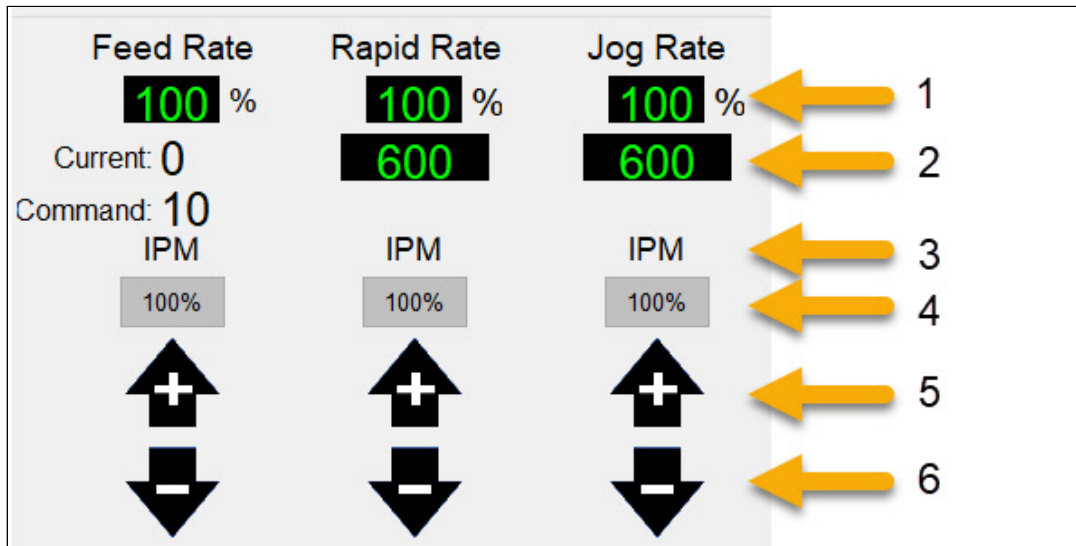 Feed Rate Rapid Rate Jog Rate
100 % 100 % 100 % 1
Current: 0 600 600 2
Command: 10
IPM IPM IPM 3
100% 100% 100% 4
+ + + 5
- - - 6